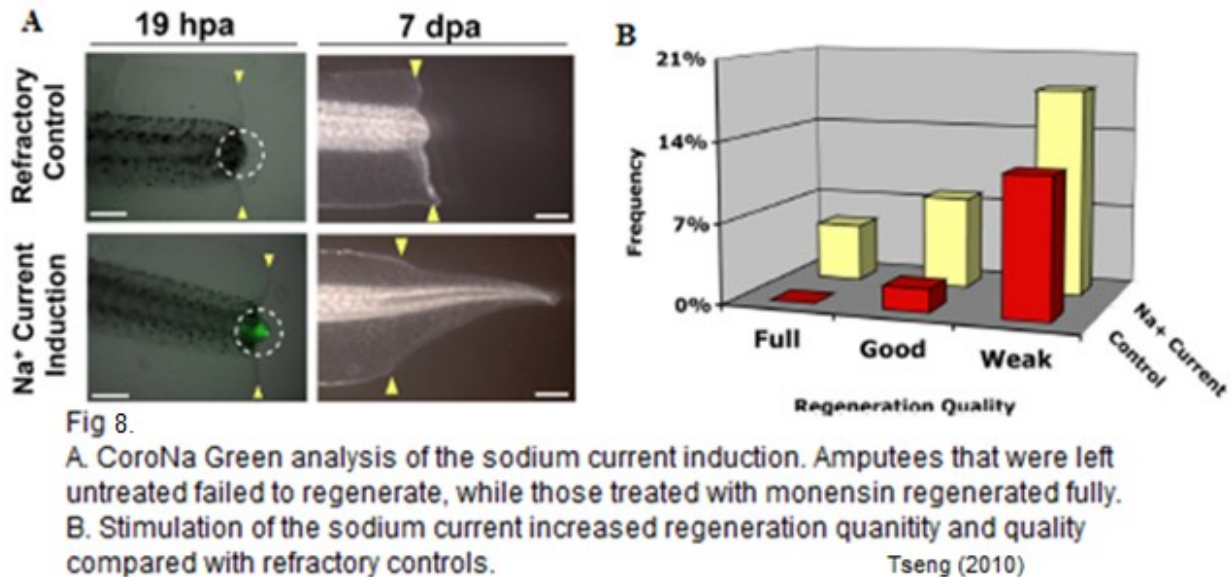 A
19 hpa
7 dpa
Refractory
Control
Na⁺ Current
Induction
B
21%
14%
7%
0%
Frequency
Full
Good
Weak
Na+ Current
Control
Regeneration Quality
Fig 8.
A. CoroNa Green analysis of the sodium current induction. Amputees that were left
untreated failed to regenerate, while those treated with monensin regenerated fully.
B. Stimulation of the sodium current increased regeneration quanitity and quality
compared with refractory controls.
Tseng (2010)